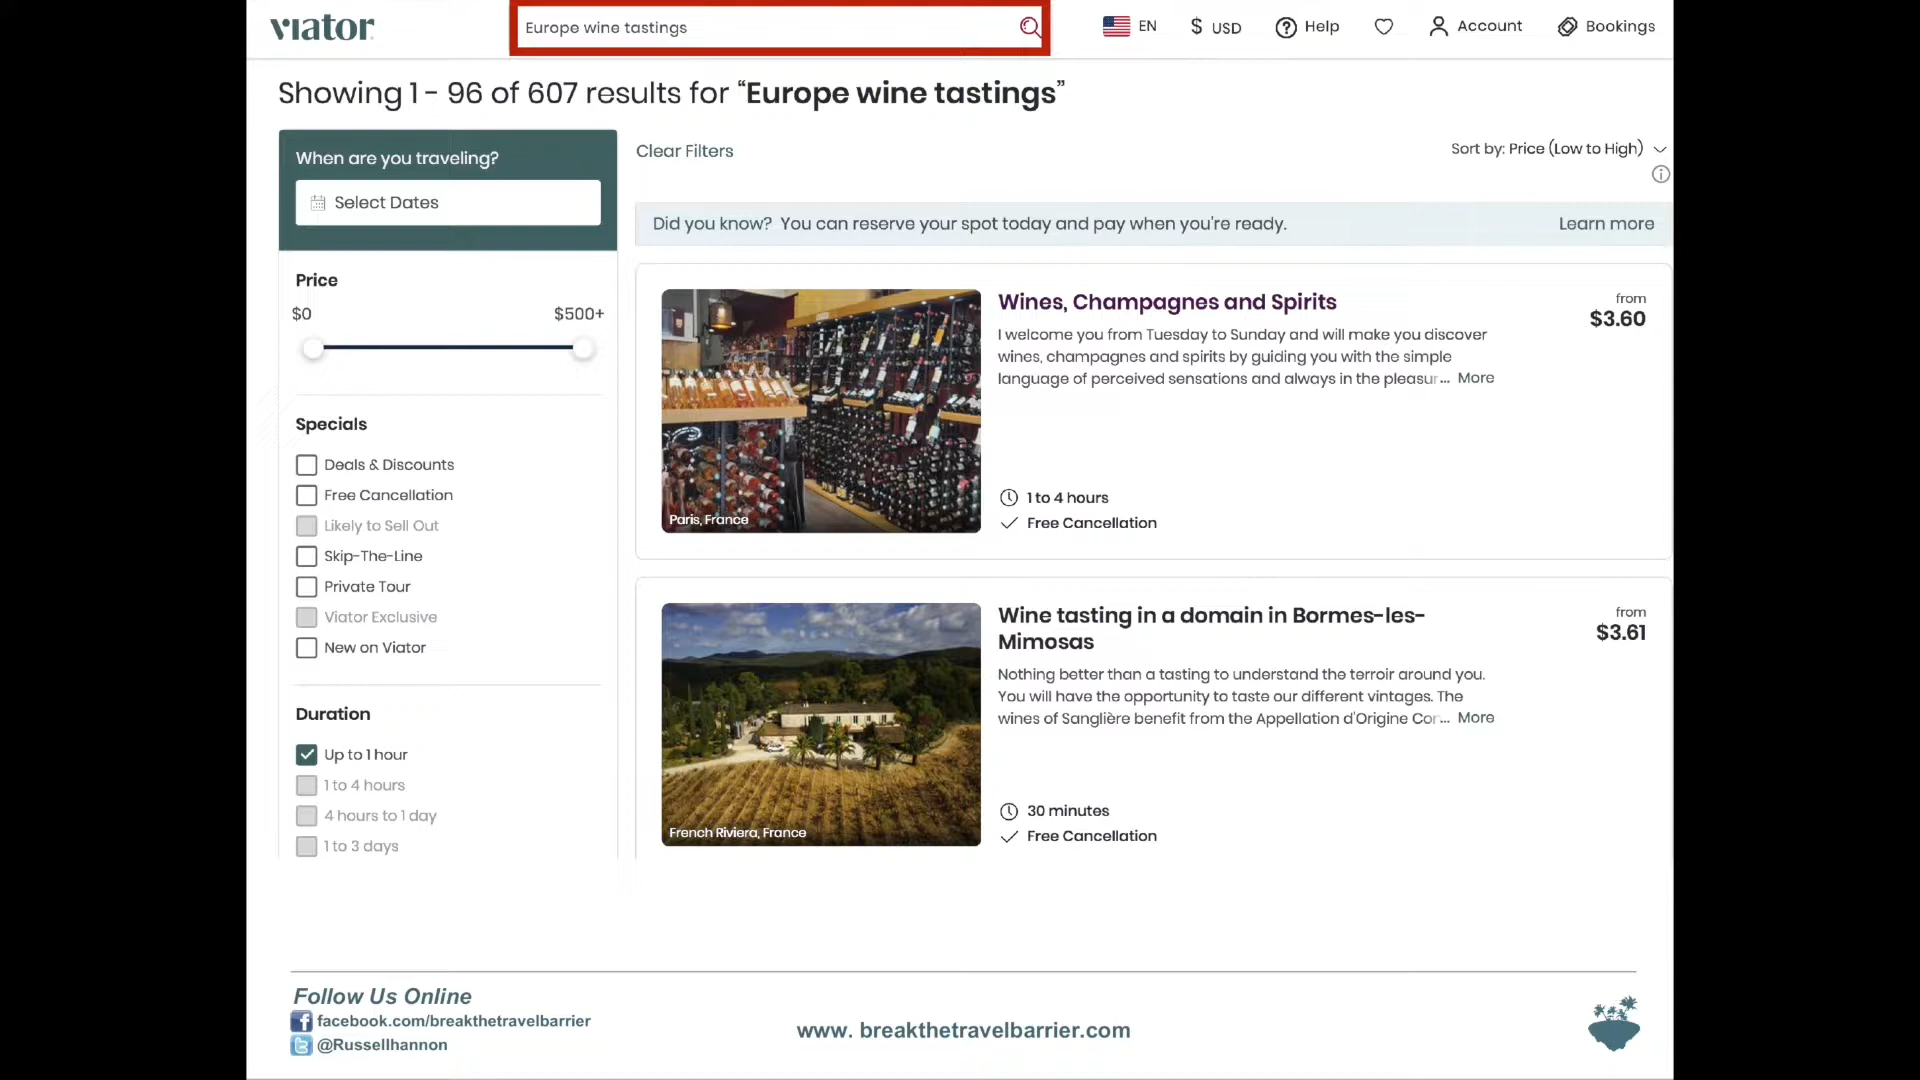 viator
Europe wine tastings
EN
$ USD
Help
Account
Bookings
Showing 1 - 96 of 607 results for “Europe wine tastings”
When are you traveling?
Select Dates
Clear Filters
Sort by: Price (Low to High)
Did you know? You can reserve your spot today and pay when you're ready.
Learn more
Price
$0
$500+
Specials
Deals & Discounts
Free Cancellation
Likely to Sell Out
Skip-The-Line
Private Tour
Viator Exclusive
New on Viator
Duration
Up to 1 hour
1 to 4 hours
4 hours to 1 day
1 to 3 days
Paris, France
Wines, Champagnes and Spirits
I welcome you from Tuesday to Sunday and will make you discover
wines, champagnes and spirits by guiding you with the simple
language of perceived sensations and always in the pleasur... More
1 to 4 hours
Free Cancellation
from
$3.60
French Riviera, France
Wine tasting in a domain in Bormes-les-
Mimosas
Nothing better than a tasting to understand the terroir around you.
You will have the opportunity to taste our different vintages. The
wines of Sanglière benefit from the Appellation d'Origine Con... More
30 minutes
Free Cancellation
from
$3.61
Follow Us Online
facebook.com/breakthetravelbarrier
@Russellhannon
www. breakthetravelbarrier.com